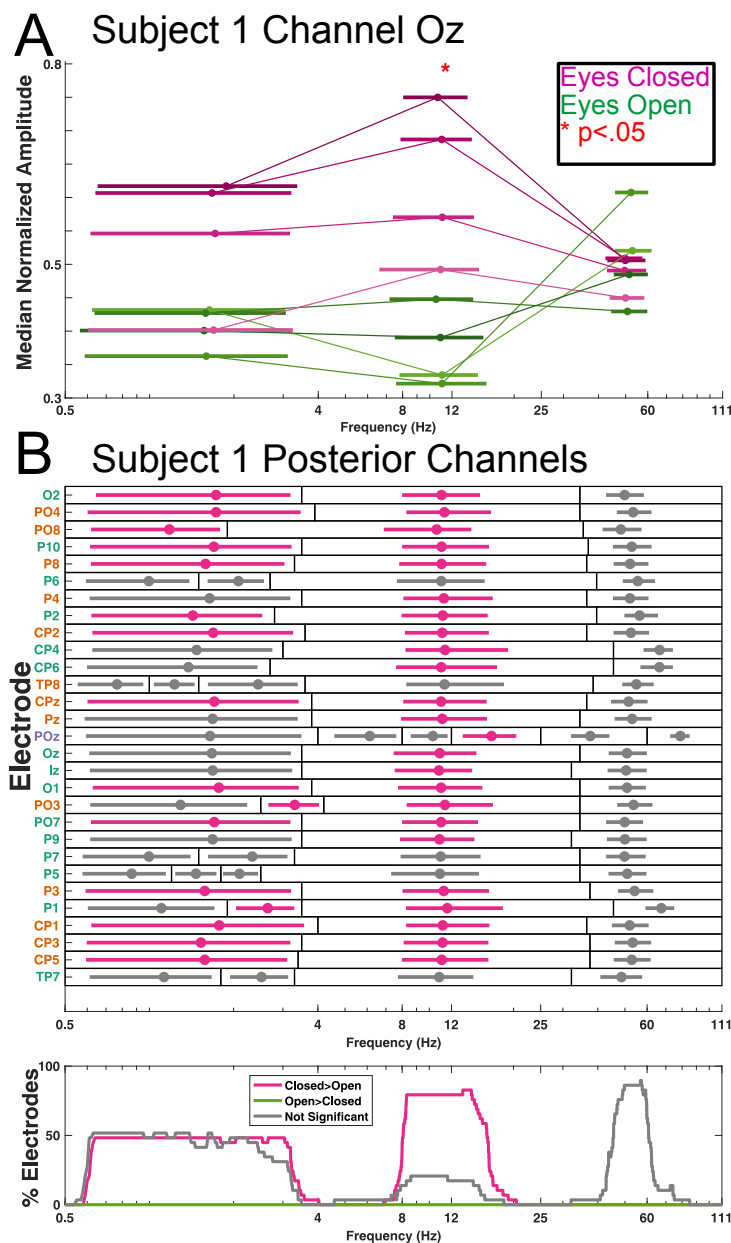 A Subject 1 Channel Oz
Median Normalized Amplitude
0.8
0.5
0.3
*
Eyes Closed
Eyes Open
* p<.05
0.5 4 8 12 25 60 111
Frequency (Hz)
B Subject 1 Posterior Channels
Electrode
O2
PO4
PO8
P10
P8
P6
P4
P2
CP2
CP4
CP6
TP8
CPz
Pz
POz
Oz
Iz
O1
PO3
PO7
P9
P7
P5
P3
P1
CP1
CP3
CP5
TP7
0.5 4 8 12 25 60 111
Frequency (Hz)
% Electrodes
100
50
0
Closed>Open
Open>Closed
Not Significant
0.5 4 8 12 25 60 111
Frequency (Hz)